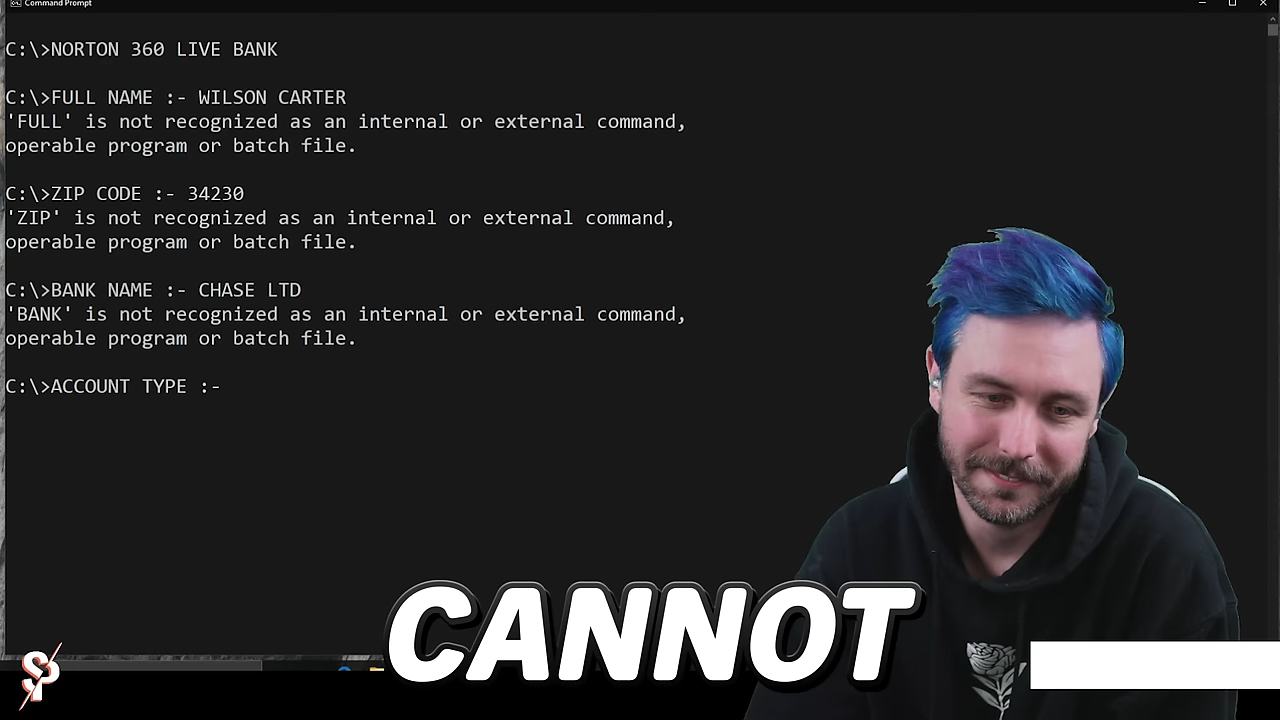 Command Prompt
C:\>NORTON 360 LIVE BANK
C:\>FULL NAME :- WILSON CARTER
'FULL' is not recognized as an internal or external command,
operable program or batch file.
C:\>ZIP CODE :- 34230
'ZIP' is not recognized as an internal or external command,
operable program or batch file.
C:\>BANK NAME :- CHASE LTD
'BANK' is not recognized as an internal or external command,
operable program or batch file.
C:\>ACCOUNT TYPE :-
CANNOT
SP